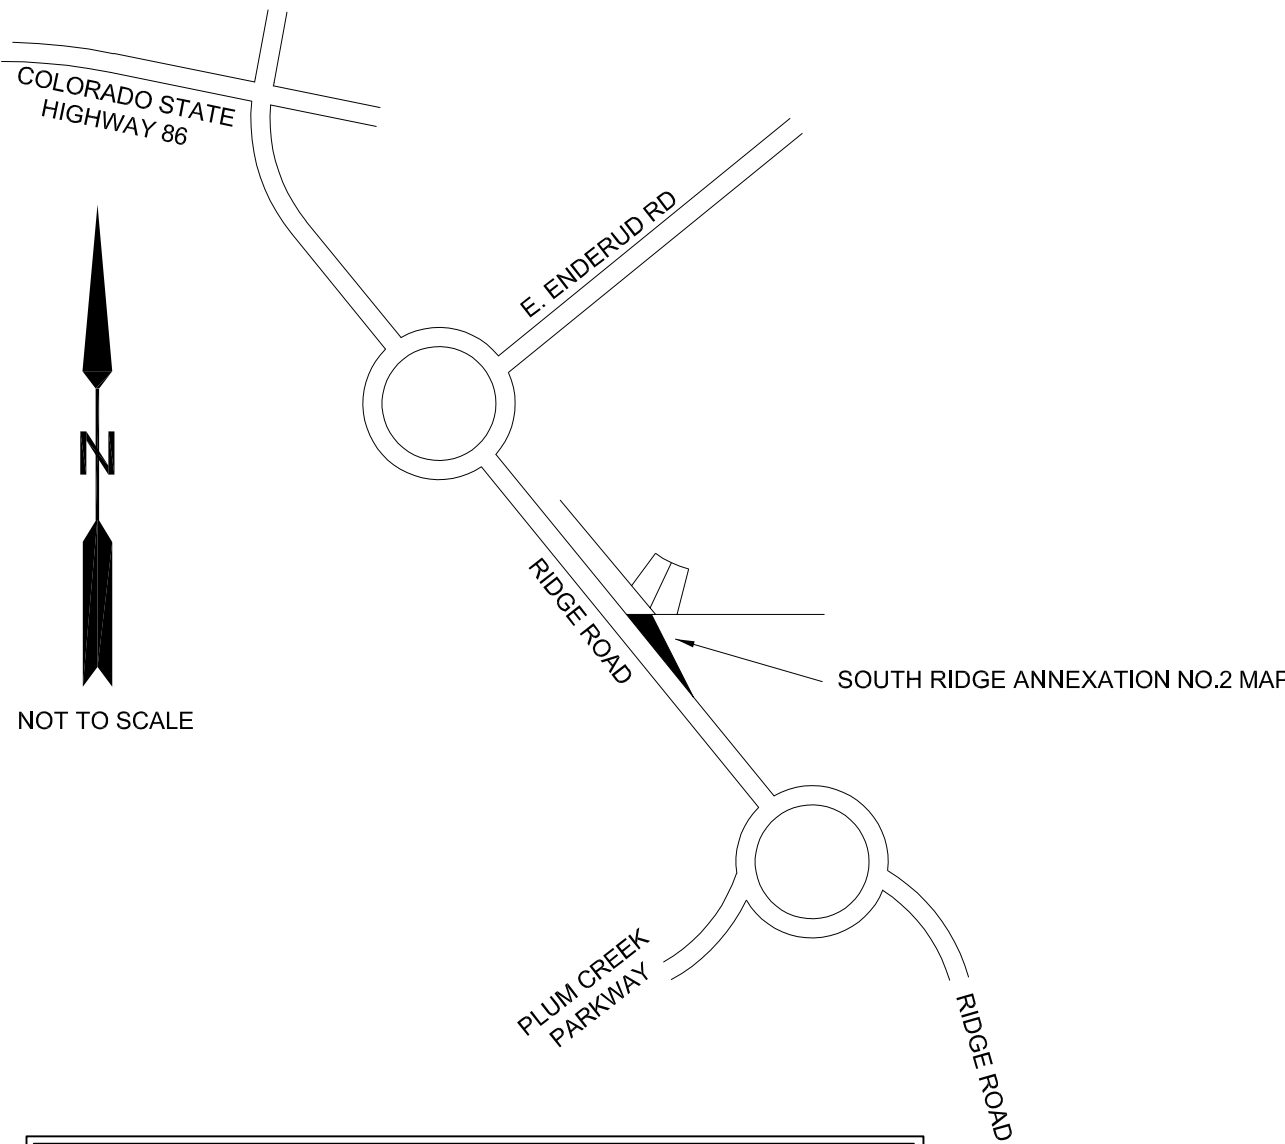 COLORADO STATE
HIGHWAY 86
E. ENDERUD RD
N
RIDGE ROAD
SOUTH RIDGE ANNEXATION NO.2 MAP
NOT TO SCALE
PLUM CREEK
PARKWAY
RIDGE ROAD